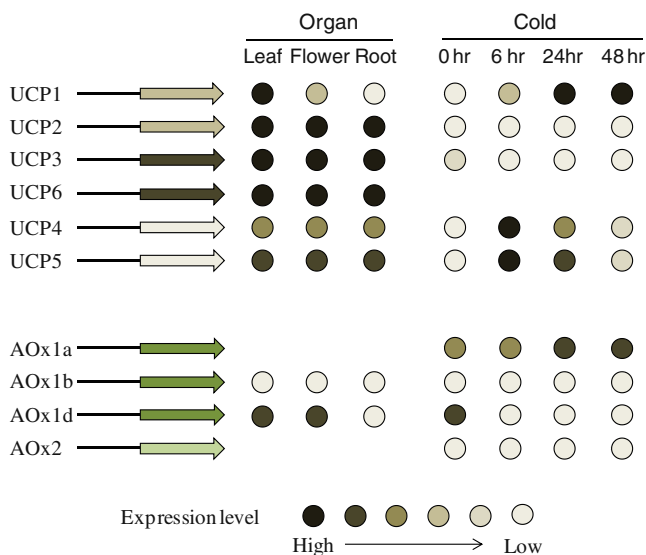 Organ Cold
Leaf Flower Root 0 hr 6 hr 24hr 48 hr
UCP1
UCP2
UCP3
UCP6
UCP4
UCP5
AOx1a
AOx1b
AOx1d
AOx2
Expression level
High Low